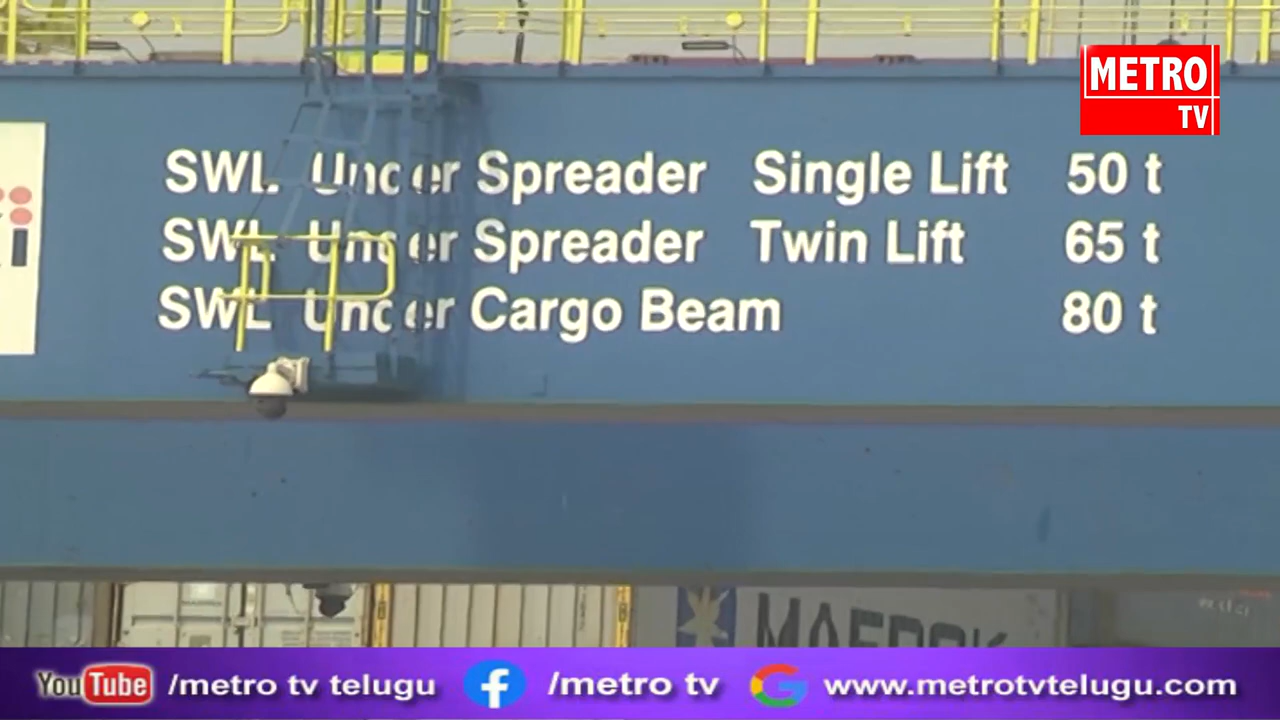 METRO
TV
SWL Under Spreader Single Lift 50 t
SWL Under Spreader Twin Lift 65 t
SWL Under Cargo Beam 80 t
MAERSK
YouTube /metro tv telugu f /metro tv G www.metrotvtelugu.com